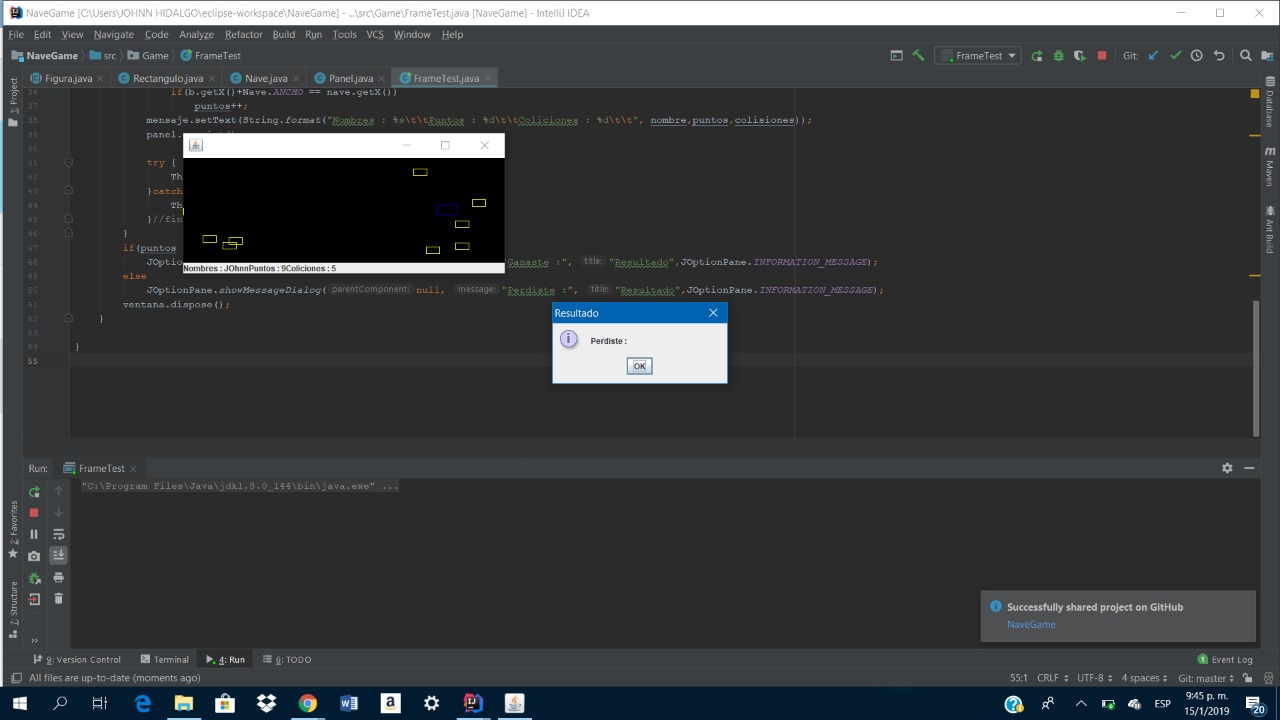 NaveGame [C:\Users\JOHNN HIDALGO\eclipse-workspace\NaveGame] - ...\src\Game\FrameTest.java [NaveGame] - IntelliJ IDEA
File Edit View Navigate Code Analyze Refactor Build Run Tools VCS Window Help
NaveGame src Game FrameTest FrameTest Git:
Figura.java Rectangulo.java Nave.java Panel.java FrameTest.java
1: Project
Database
Maven
Ant Build
36 if(b.getX()+Nave.ANCHO == nave.getX())
37 puntos++;
38 mensaje.setText(String.format("Nombres : %s\t\tPuntos : %d\t\tColiciones : %d\t\t", nombre,puntos,colisiones));
39 panel.
40
41 try {
42 Th
43 }catch
44 Th
45 }//fin
46 }
47 if(puntos
48 JOption "Ganaste :", title: "Resultado",JOptionPane.INFORMATION_MESSAGE);
49 else
50 JOptionPane.showMessageDialog( parentComponent: null, message: "Perdiste :", title: "Resultado",JOptionPane.INFORMATION_MESSAGE);
51 ventana.dispose();
52 }
53
54 }
55
Nombres : JOhnnPuntos : 9Coliciones : 5
Resultado
Perdiste :
OK
Run: FrameTest
"C:\Program Files\Java\jdk1.8.0_144\bin\java.exe" ...
2: Favorites
7: Structure
Successfully shared project on GitHub
NaveGame
9: Version Control Terminal 4: Run 6: TODO 1 Event Log
All files are up-to-date (moments ago) 55:1 CRLF UTF-8 4 spaces Git: master
ESP 9:45 p. m.
15/1/2019 20